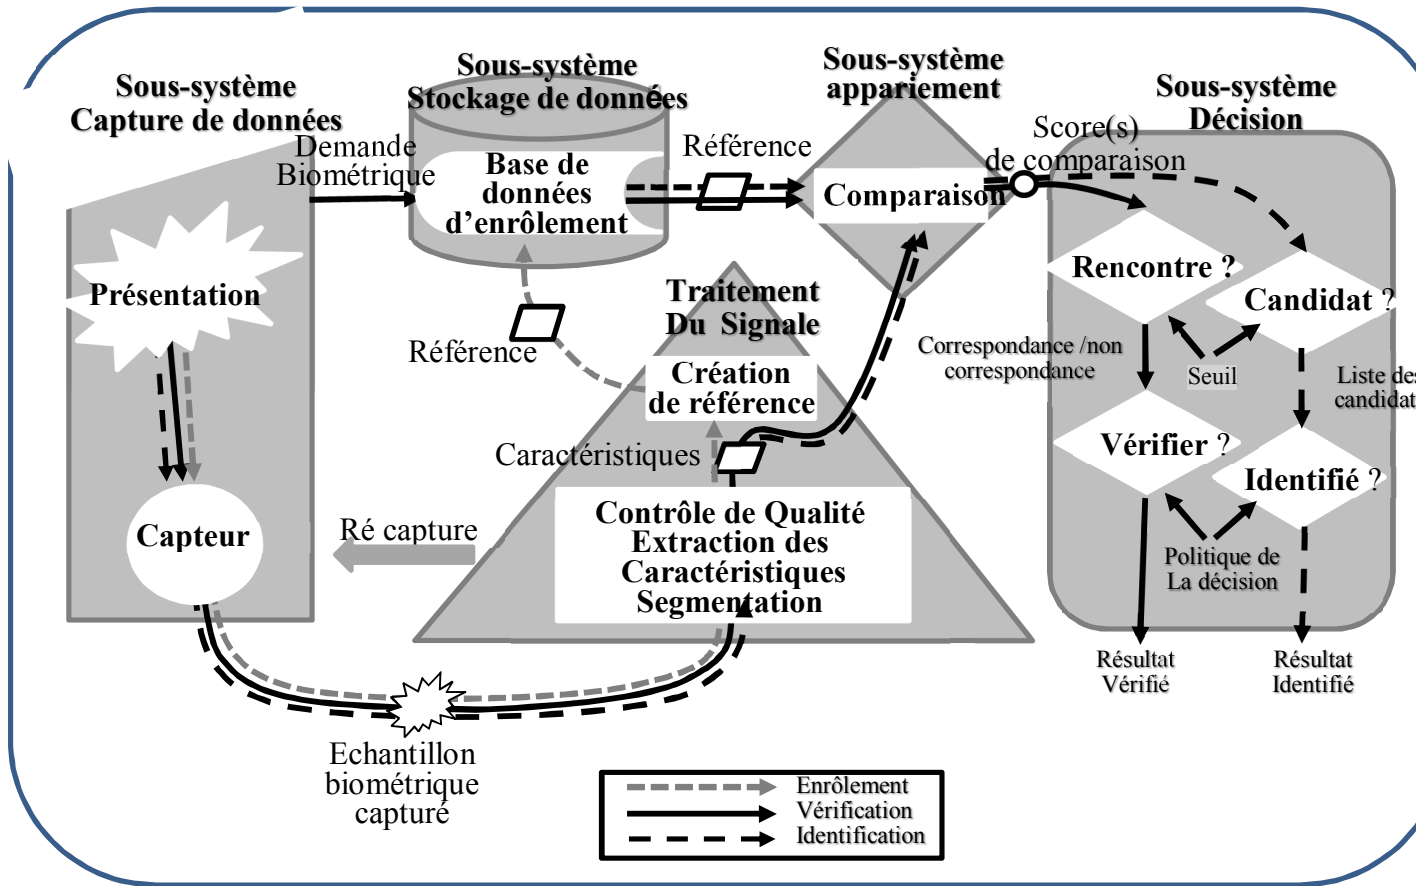 Sous-système
Capture de données
Sous-système
Stockage de données
Sous-système
appariement
Sous-système
Décision
Demande
Biométrique
Base de
données
d'enrôlement
Référence
Comparaison
Score(s)
de comparaison
Présentation
Capteur
Référence
Traitement
Du Signale
Création
de référence
Caractéristiques
Contrôle de Qualité
Extraction des
Caractéristiques
Segmentation
Ré capture
Rencontre ?
Candidat ?
Correspondance /non
correspondance
Seuil
Liste des
candidat
Vérifier ?
Identifié ?
Politique de
La décision
Résultat
Vérifié
Résultat
Identifié
Echantillon
biométrique
capturé
Enrôlement
Vérification
Identification